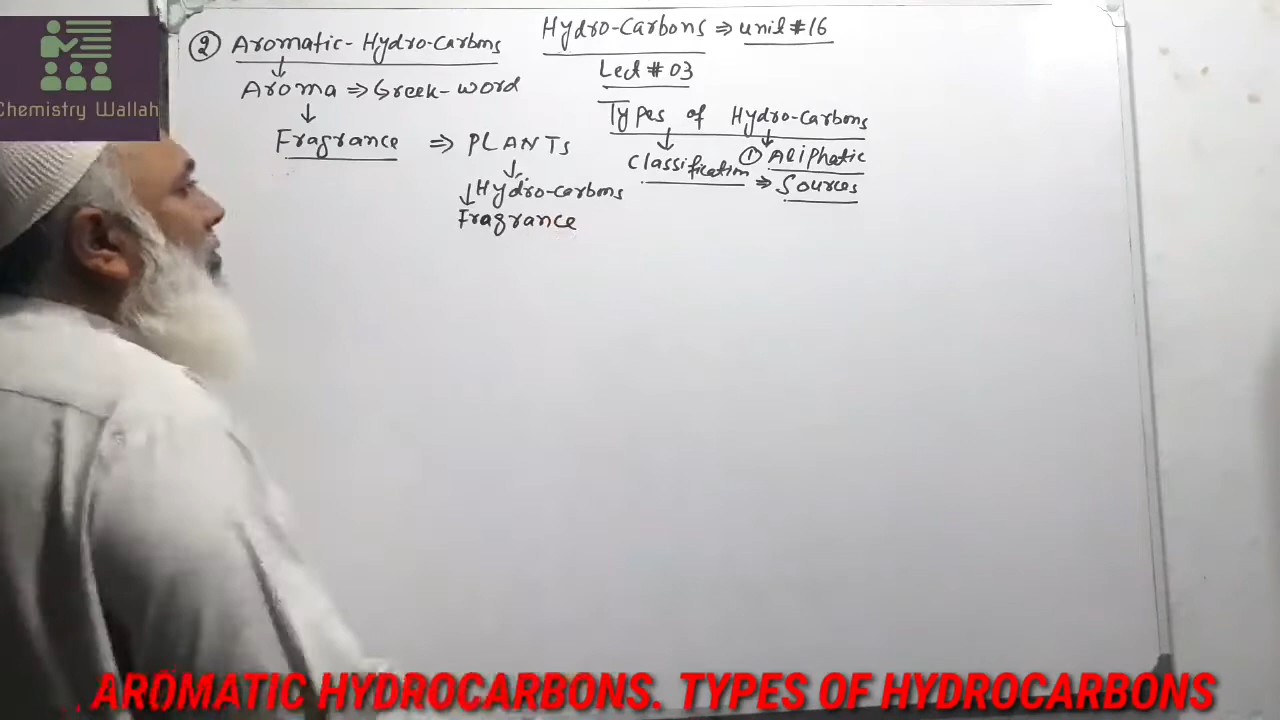 Chemistry Wallah
Hydro-Carbons ⇒ unit #16
Lect # 03
② Aromatic-Hydro-Carbons
↓
Aroma ⇒ Greek-word
↓
Fragrance ⇒ PLANTs
↓
↓ Hydro-carbons
Fragrance
Types of Hydro-Carbons
↓ ↓
Classification ① Aliphatic
⇒ Sources
AROMATIC HYDROCARBONS. TYPES OF HYDROCARBONS